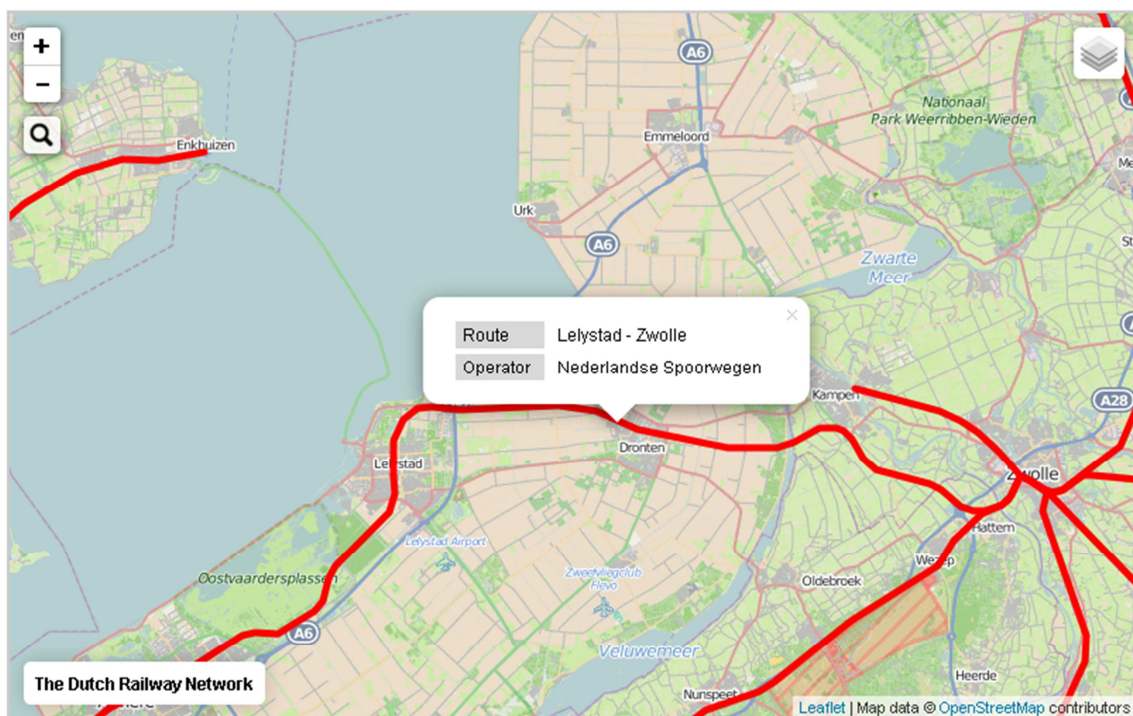 +
A6
−
Nationaal
Park Weerribben-Wieden
Emmeloord
Enkhuizen
Urk
A6
Zwarte
Meer
×
Route Lelystad - Zwolle
Operator Nederlandse Spoorwegen
Kampen
A28
Dronten
Lelystad
Zwolle
Hattem
Lelystad Airport
Wezep
Zweefvliegclub
Flevo
Oostvaardersplassen
Oldebroek
A6
Veluwemeer
The Dutch Railway Network
Heerde
Nunspeet
Leaflet | Map data © OpenStreetMap contributors